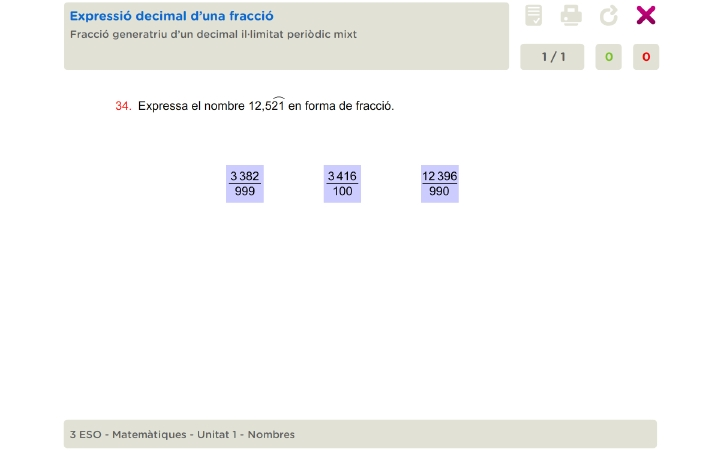 Expressió decimal d'una fracció
Fracció generatriu d'un decimal il·limitat periòdic mixt
1 / 1
0
0
34. Expressa el nombre 12,521 en forma de fracció.
3 382
999
3 416
100
12 396
990
3 ESO - Matemàtiques - Unitat 1 - Nombres